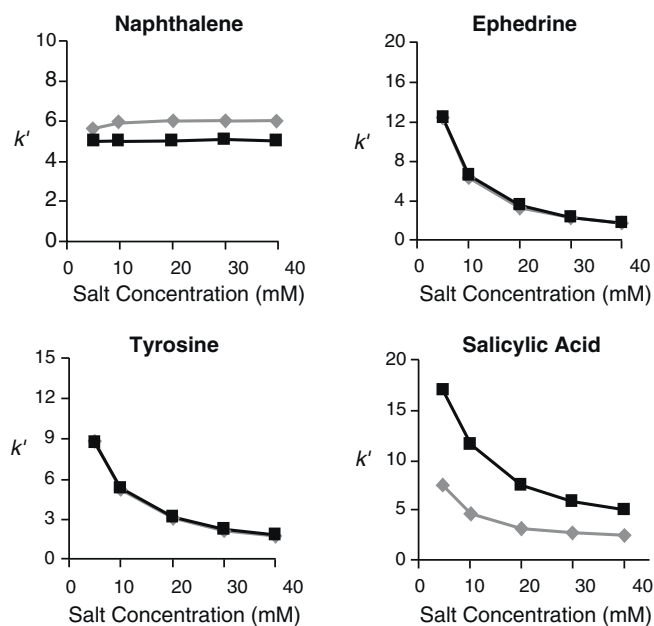 Naphthalene
10
8
6
4
2
0
k'
0 10 20 30 40
Salt Concentration (mM)
Ephedrine
20
16
12
8
4
0
k'
0 10 20 30 40
Salt Concentration (mM)
Tyrosine
15
12
9
6
3
0
k'
0 10 20 30 40
Salt Concentration (mM)
Salicylic Acid
20
15
10
5
0
k'
0 10 20 30 40
Salt Concentration (mM)